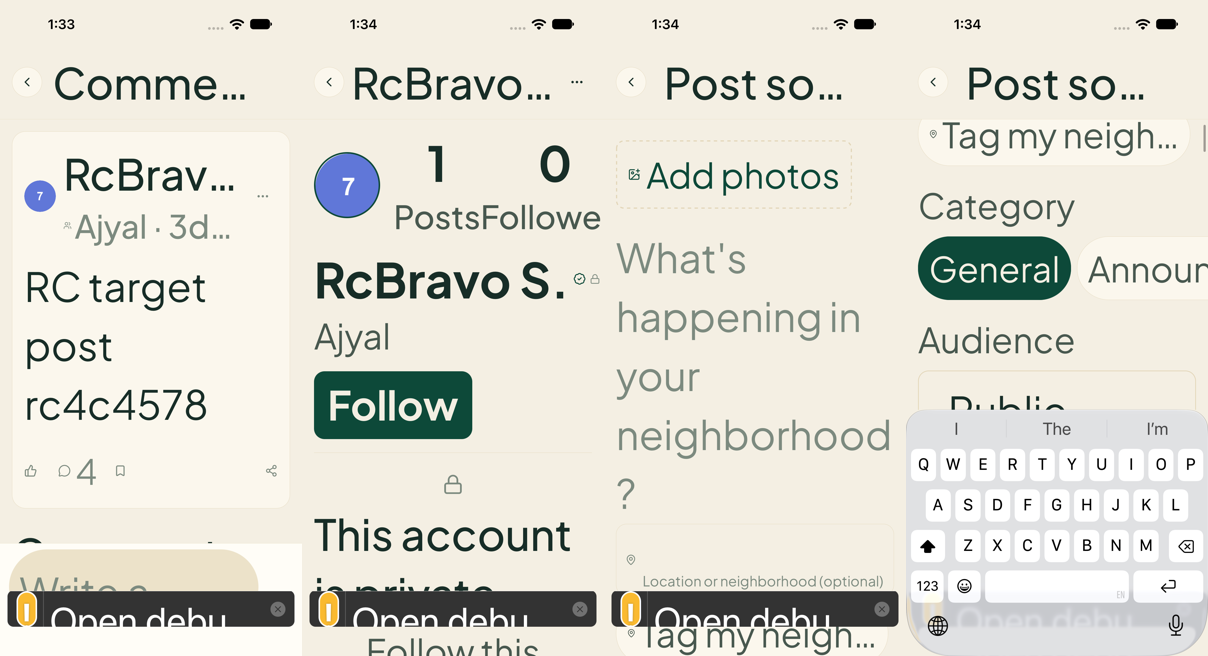 1:33
Comme...
7
RcBrav...
Ajyal · 3d...
RC target
post
rc4c4578
4
Write a
Open debu
1:34
RcBravo...
7
1 0
Posts Followe
RcBravo S.
Ajyal
Follow
This account
is private
Follow this
Open debu
1:34
Post so...
Add photos
What's
happening in
your
neighborhood
?
Location or neighborhood (optional)
Open debu
Tag my neigh...
1:34
Post so...
Tag my neigh...
Category
General Announ
Audience
Public
I The I'm
Q W E R T Y U I O P
A S D F G H J K L
Z X C V B N M
123 EN
Open debu